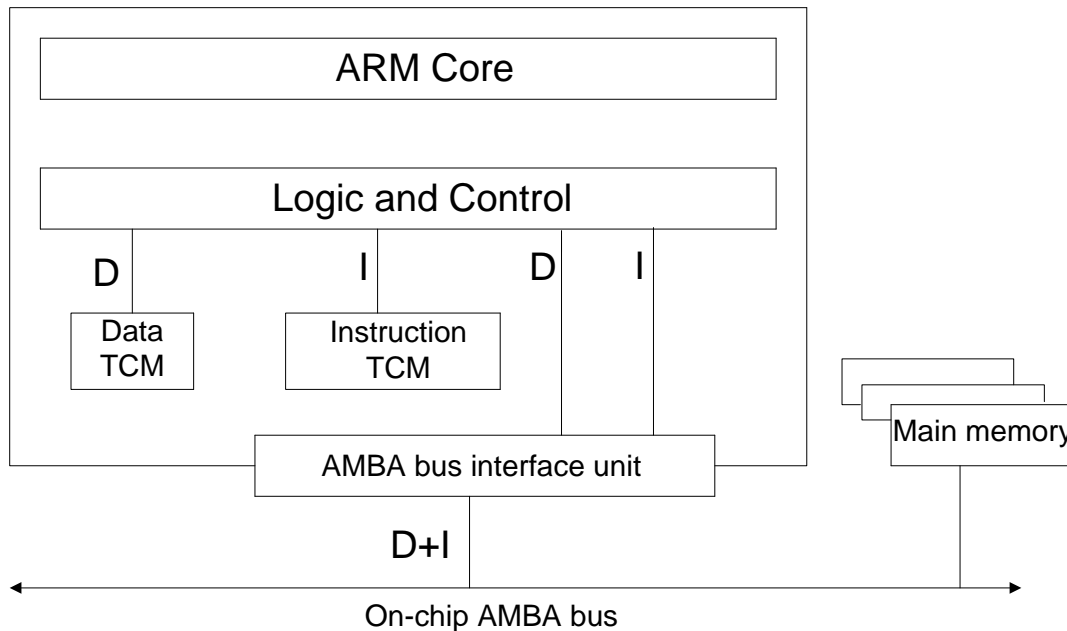 ARM Core
Logic and Control
D
I
D
I
Data
TCM
Instruction
TCM
Main memory
AMBA bus interface unit
D+I
On-chip AMBA bus